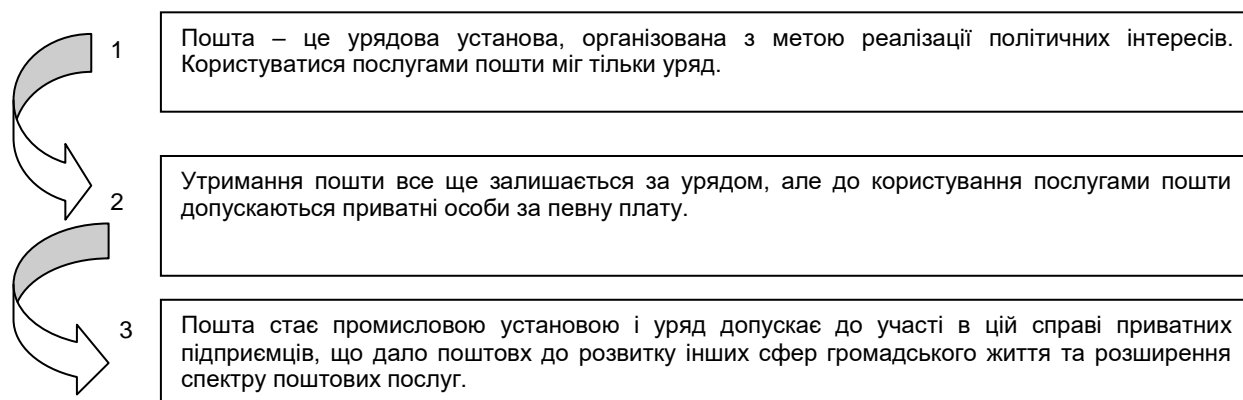 1
Пошта – це урядова установа, організована з метою реалізації політичних інтересів.
Користуватися послугами пошти міг тільки уряд.
2
Утримання пошти все ще залишається за урядом, але до користування послугами пошти
допускаються приватні особи за певну плату.
3
Пошта стає промисловою установою і уряд допускає до участі в цій справі приватних
підприємців, що дало поштовх до розвитку інших сфер громадського життя та розширення
спектру поштових послуг.